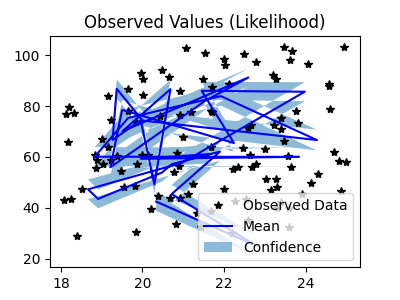 Observed Values (Likelihood)
100
80
60
40
20
18
20
22
24
Observed Data
Mean
Confidence